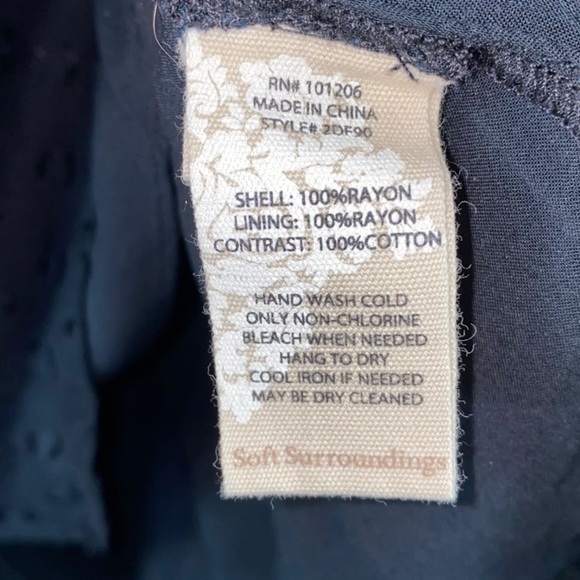 RN# 101206
MADE IN CHINA
STYLE# 2DF90
SHELL: 100%RAYON
LINING: 100%RAYON
CONTRAST: 100%COTTON
HAND WASH COLD
ONLY NON-CHLORINE
BLEACH WHEN NEEDED
HANG TO DRY
COOL IRON IF NEEDED
MAY BE DRY CLEANED
Soft Surroundings